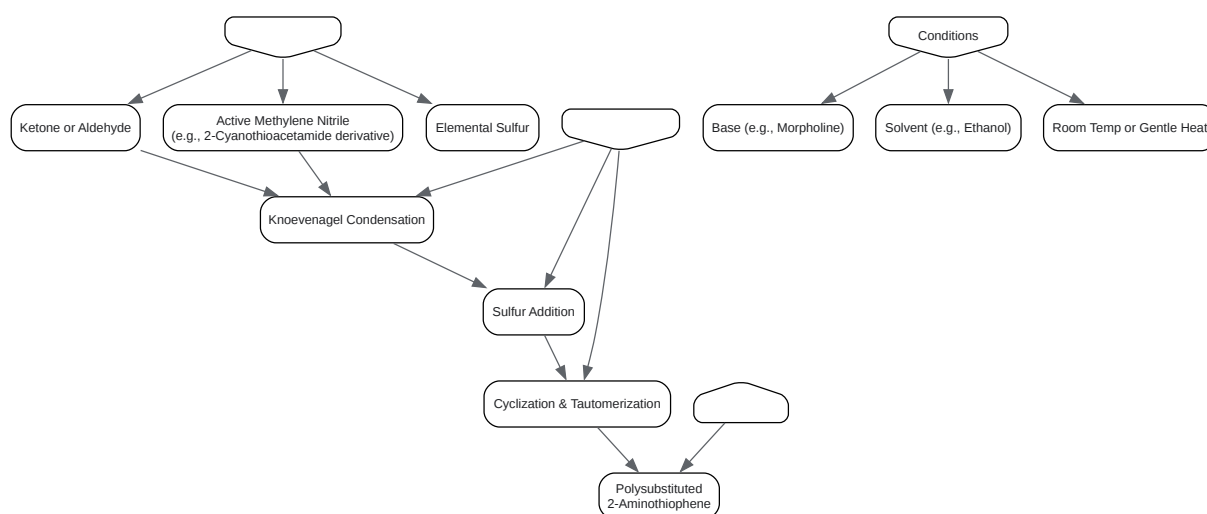 Conditions
Ketone or Aldehyde
Active Methylene Nitrile
(e.g., 2-Cyanothioacetamide derivative)
Elemental Sulfur
Base (e.g., Morpholine)
Solvent (e.g., Ethanol)
Room Temp or Gentle Heat
Knoevenagel Condensation
Sulfur Addition
Cyclization & Tautomerization
Polysubstituted
2-Aminothiophene